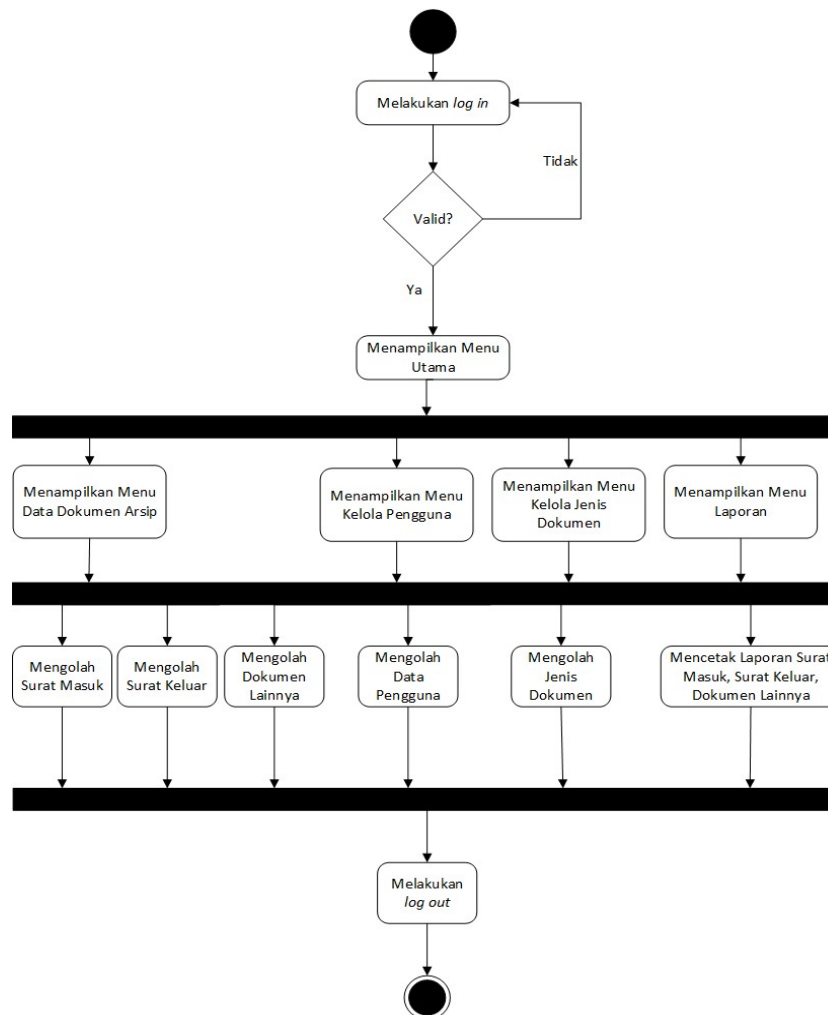 Melakukan log in
Tidak
Valid?
Ya
Menampilkan Menu
Utama
Menampilkan Menu
Data Dokumen Arsip
Menampilkan Menu
Kelola Pengguna
Menampilkan Menu
Kelola Jenis
Dokumen
Menampilkan Menu
Laporan
Mengolah
Surat Masuk
Mengolah
Surat Keluar
Mengolah
Dokumen
Lainnya
Mengolah
Data
Pengguna
Mengolah
Jenis
Dokumen
Mencetak Laporan Surat
Masuk, Surat Keluar,
Dokumen Lainnya
Melakukan
log out